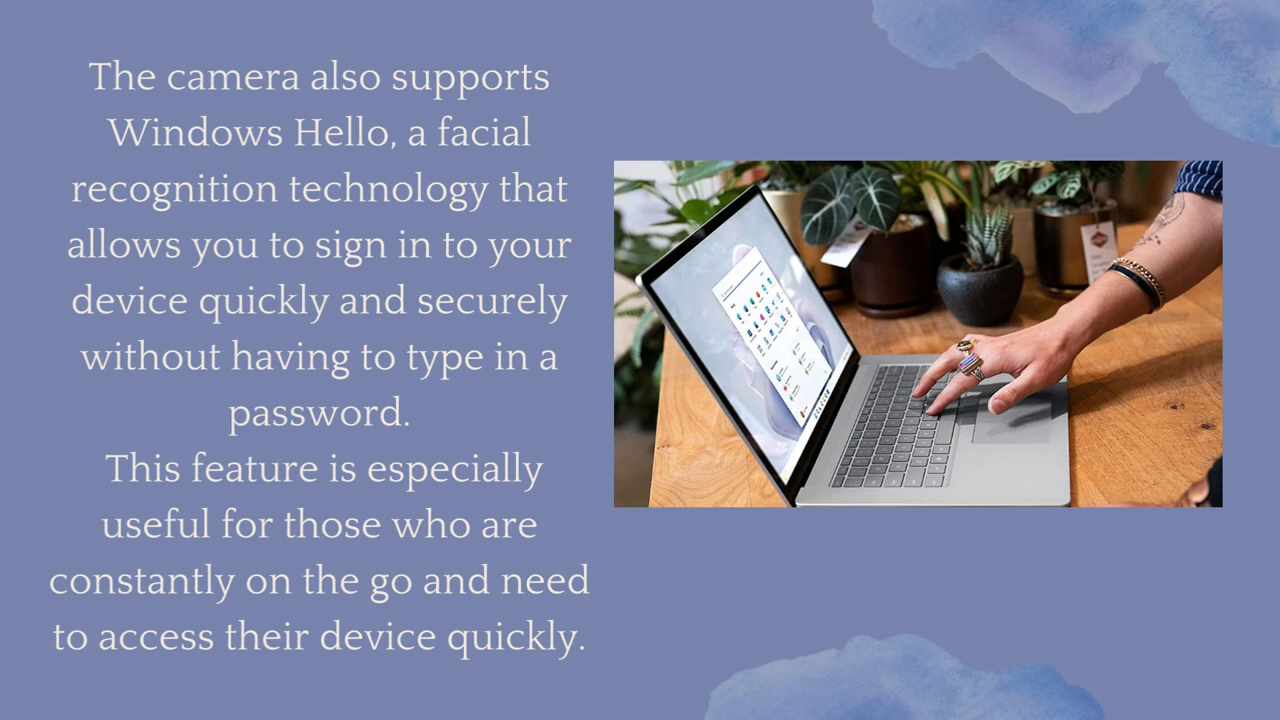 The camera also supports
Windows Hello, a facial
recognition technology that
allows you to sign in to your
device quickly and securely
without having to type in a
password.
This feature is especially
useful for those who are
constantly on the go and need
to access their device quickly.